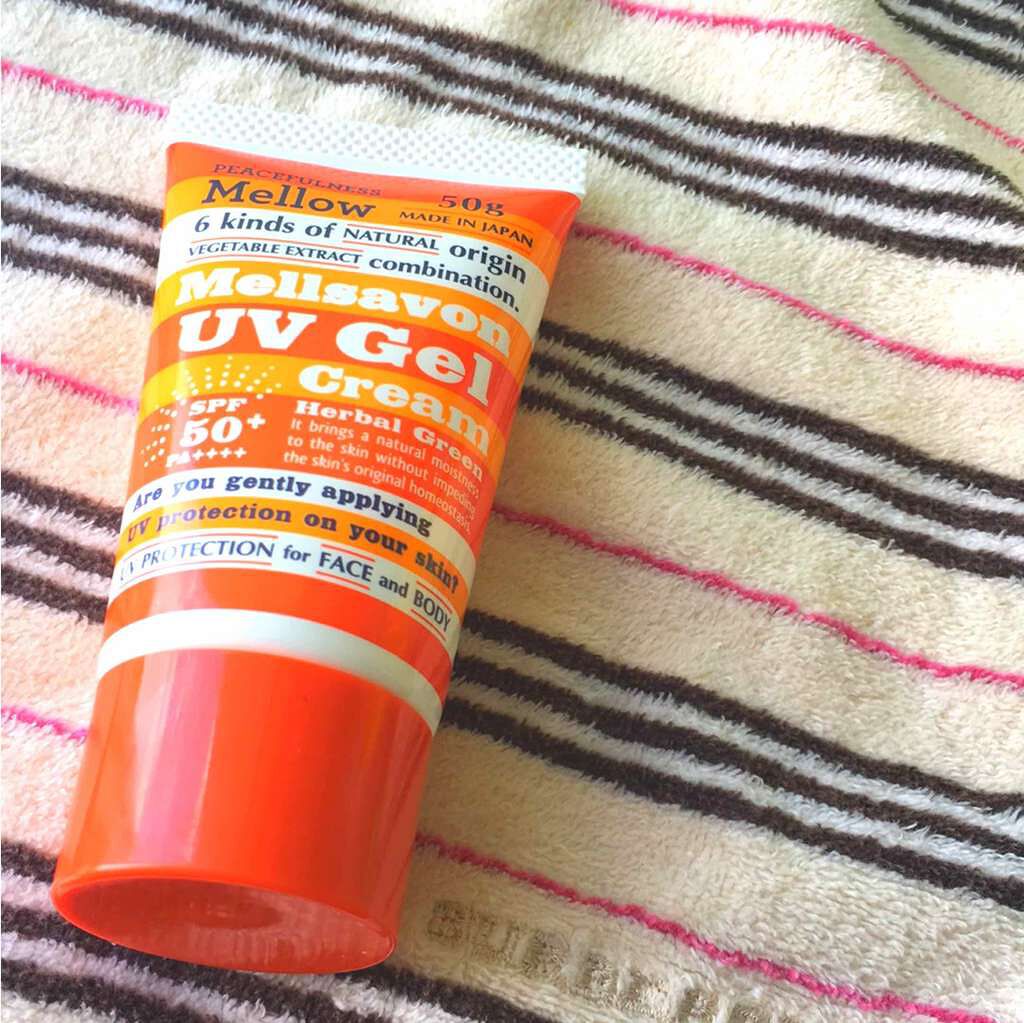 PEACEFULNESS
Mellow 50g
MADE IN JAPAN
6 kinds of NATURAL origin
VEGETABLE EXTRACT combination.
Mellsavon
UV Gel
Cream
SPF
50+
PA++++
Herbal Green
It brings a natural moistness
to the skin without impeding
the skin's original homeostasis.
Are you gently applying
UV protection on your skin?
UV PROTECTION for FACE and BODY